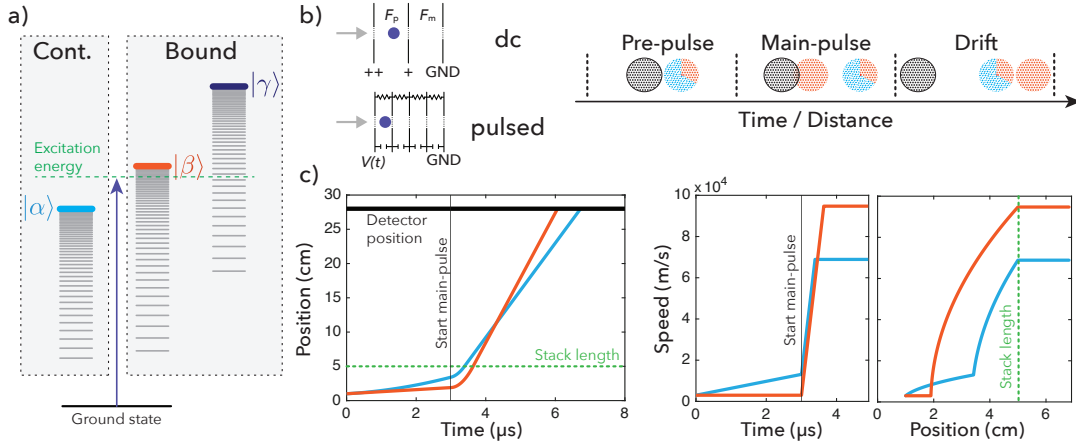 a)
Cont.
Bound
|γ⟩
Excitation
energy
|β⟩
|α⟩
Ground state
b)
Fp
Fm
dc
++
+
GND
pulsed
V(t)
GND
Pre-pulse
Main-pulse
Drift
Time / Distance
c)
30
25
20
15
10
5
0
Position (cm)
Detector
position
Start main-pulse
Stack length
0
2
4
6
8
Time (µs)
10
× 10⁴
8
6
4
2
0
Speed (m/s)
Start main-pulse
0
2
4
Time (µs)
Stack length
0
2
4
6
Position (cm)